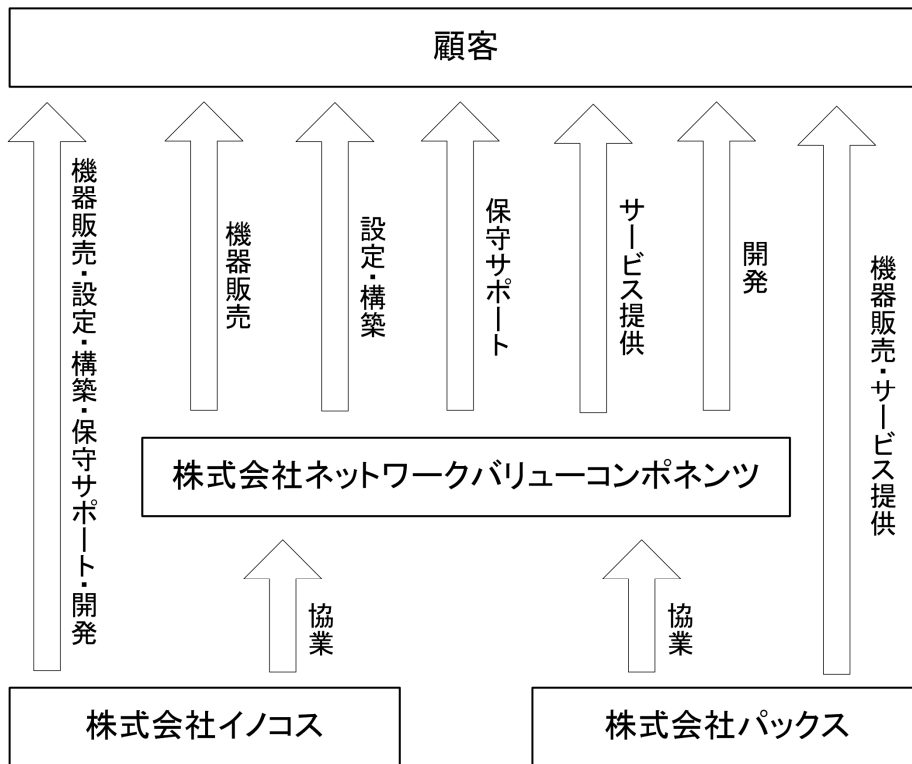 顧客
機器販売・設定・構築・保守サポート・開発
機器販売
設定・構築
保守サポート
サービス提供
開発
機器販売・サービス提供
株式会社ネットワークバリューコンポネンツ
協業
協業
株式会社イノコス
株式会社パックス